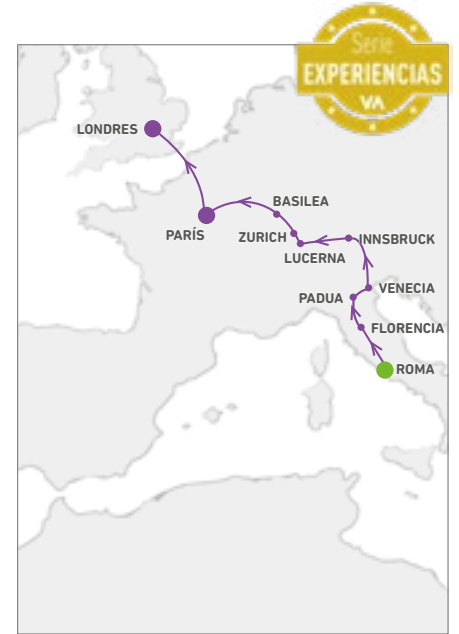 Serie
EXPERIENCIAS
VA
LONDRES
BASILEA
PARÍS
ZURICH
INNSBRUCK
LUCERNA
VENECIA
PADUA
FLORENCIA
ROMA